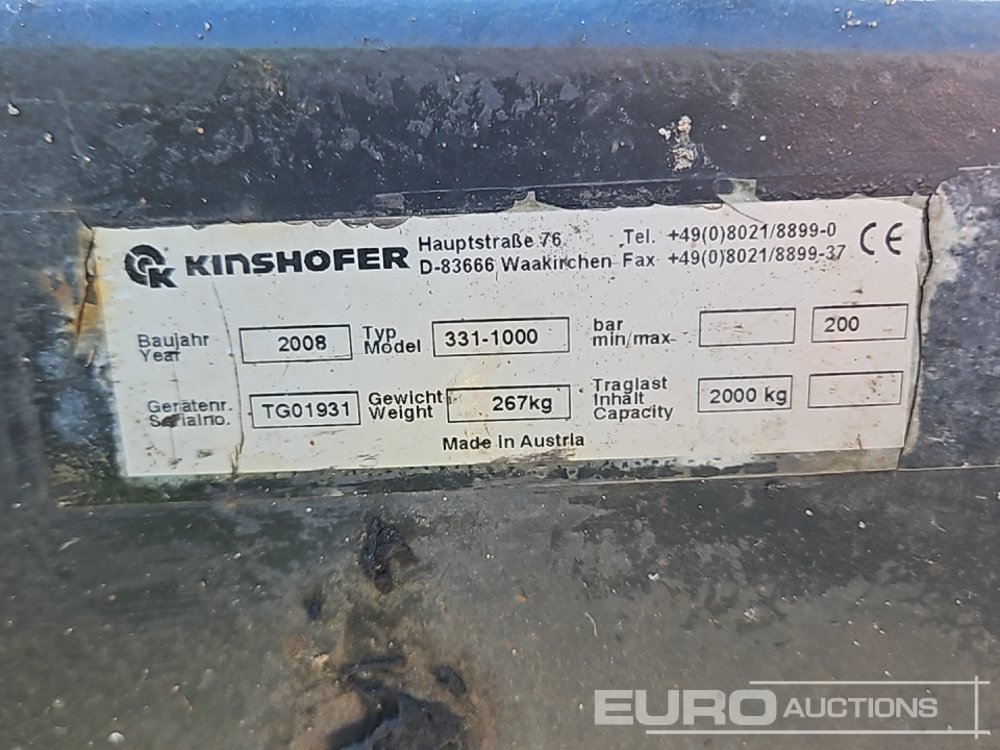 KINSHOFER
Hauptstraße 76 Tel. +49(0)8021/8899-0
D-83666 Waakirchen Fax +49(0)8021/8899-37
CE
Baujahr
Year
2008
Typ
Model
331-1000
bar
min/max
200
Gerätenr.
Serialno.
TG01931
Gewicht
Weight
267kg
Traglast
Inhalt
Capacity
2000 kg
Made In Austria
EURO AUCTIONS